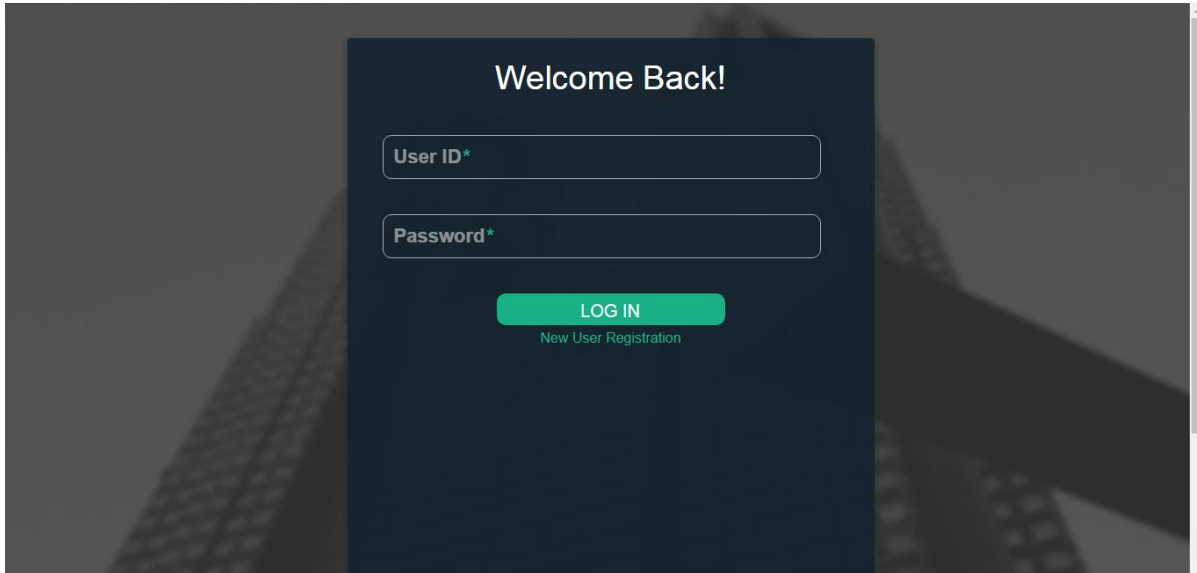 Welcome Back!
User ID*
Password*
LOG IN
New User Registration